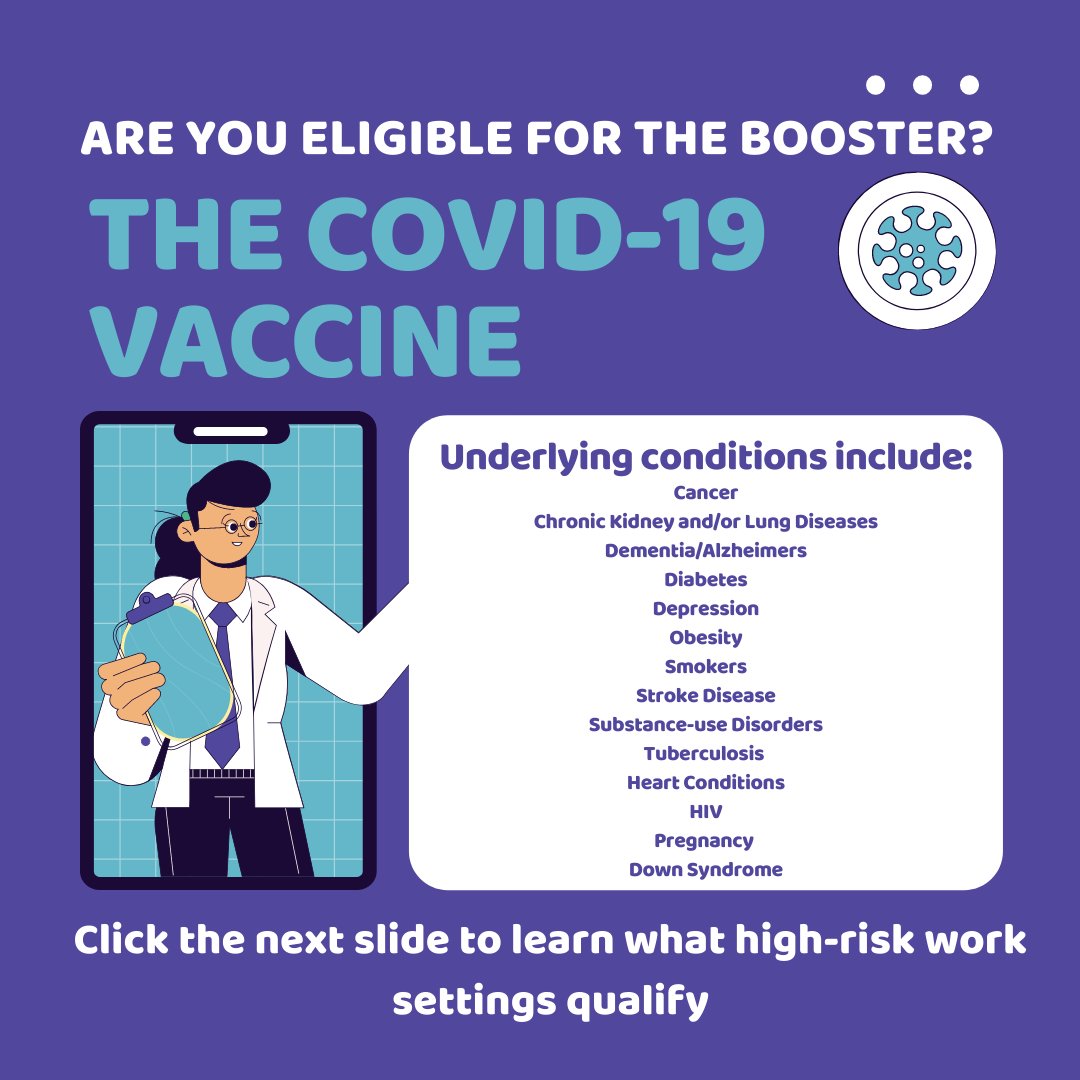 ARE YOU ELIGIBLE FOR THE BOOSTER?
THE COVID-19
VACCINE
Underlying conditions include:
Cancer
Chronic Kidney and/or Lung Diseases
Dementia/Alzheimers
Diabetes
Depression
Obesity
Smokers
Stroke Disease
Substance-use Disorders
Tuberculosis
Heart Conditions
HIV
Pregnancy
Down Syndrome
Click the next slide to learn what high-risk work
settings qualify